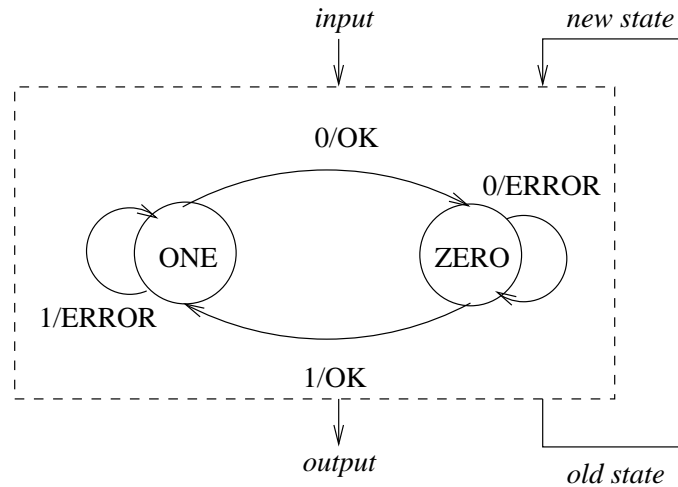 input
new state
0/OK
0/ERROR
ONE
ZERO
1/ERROR
1/OK
output
old state